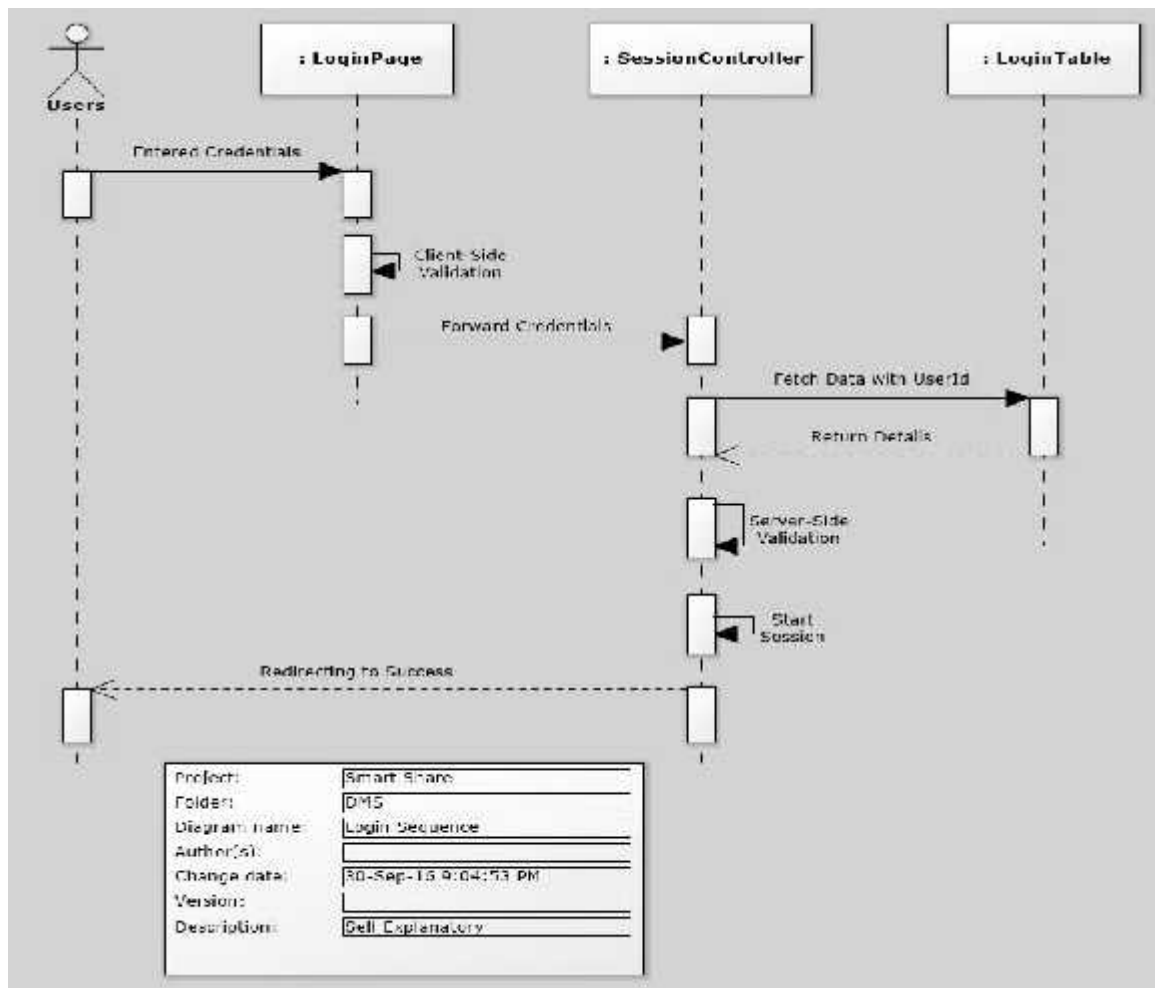 : LoginPage
: SessionController
: LoginTable
Users
Entered Credentials
Client-Side
Validation
Forward Credentials
Fetch Data with UserId
Return Details
Server-Side
Validation
Start
Session
Redirecting to Success
Project: Smart Share
Folder: DMS
Diagram name: Login Sequence
Auther(s):
Change date: 30-Sep-16 9:04:53 PM
Version:
Description: Self Explanatory